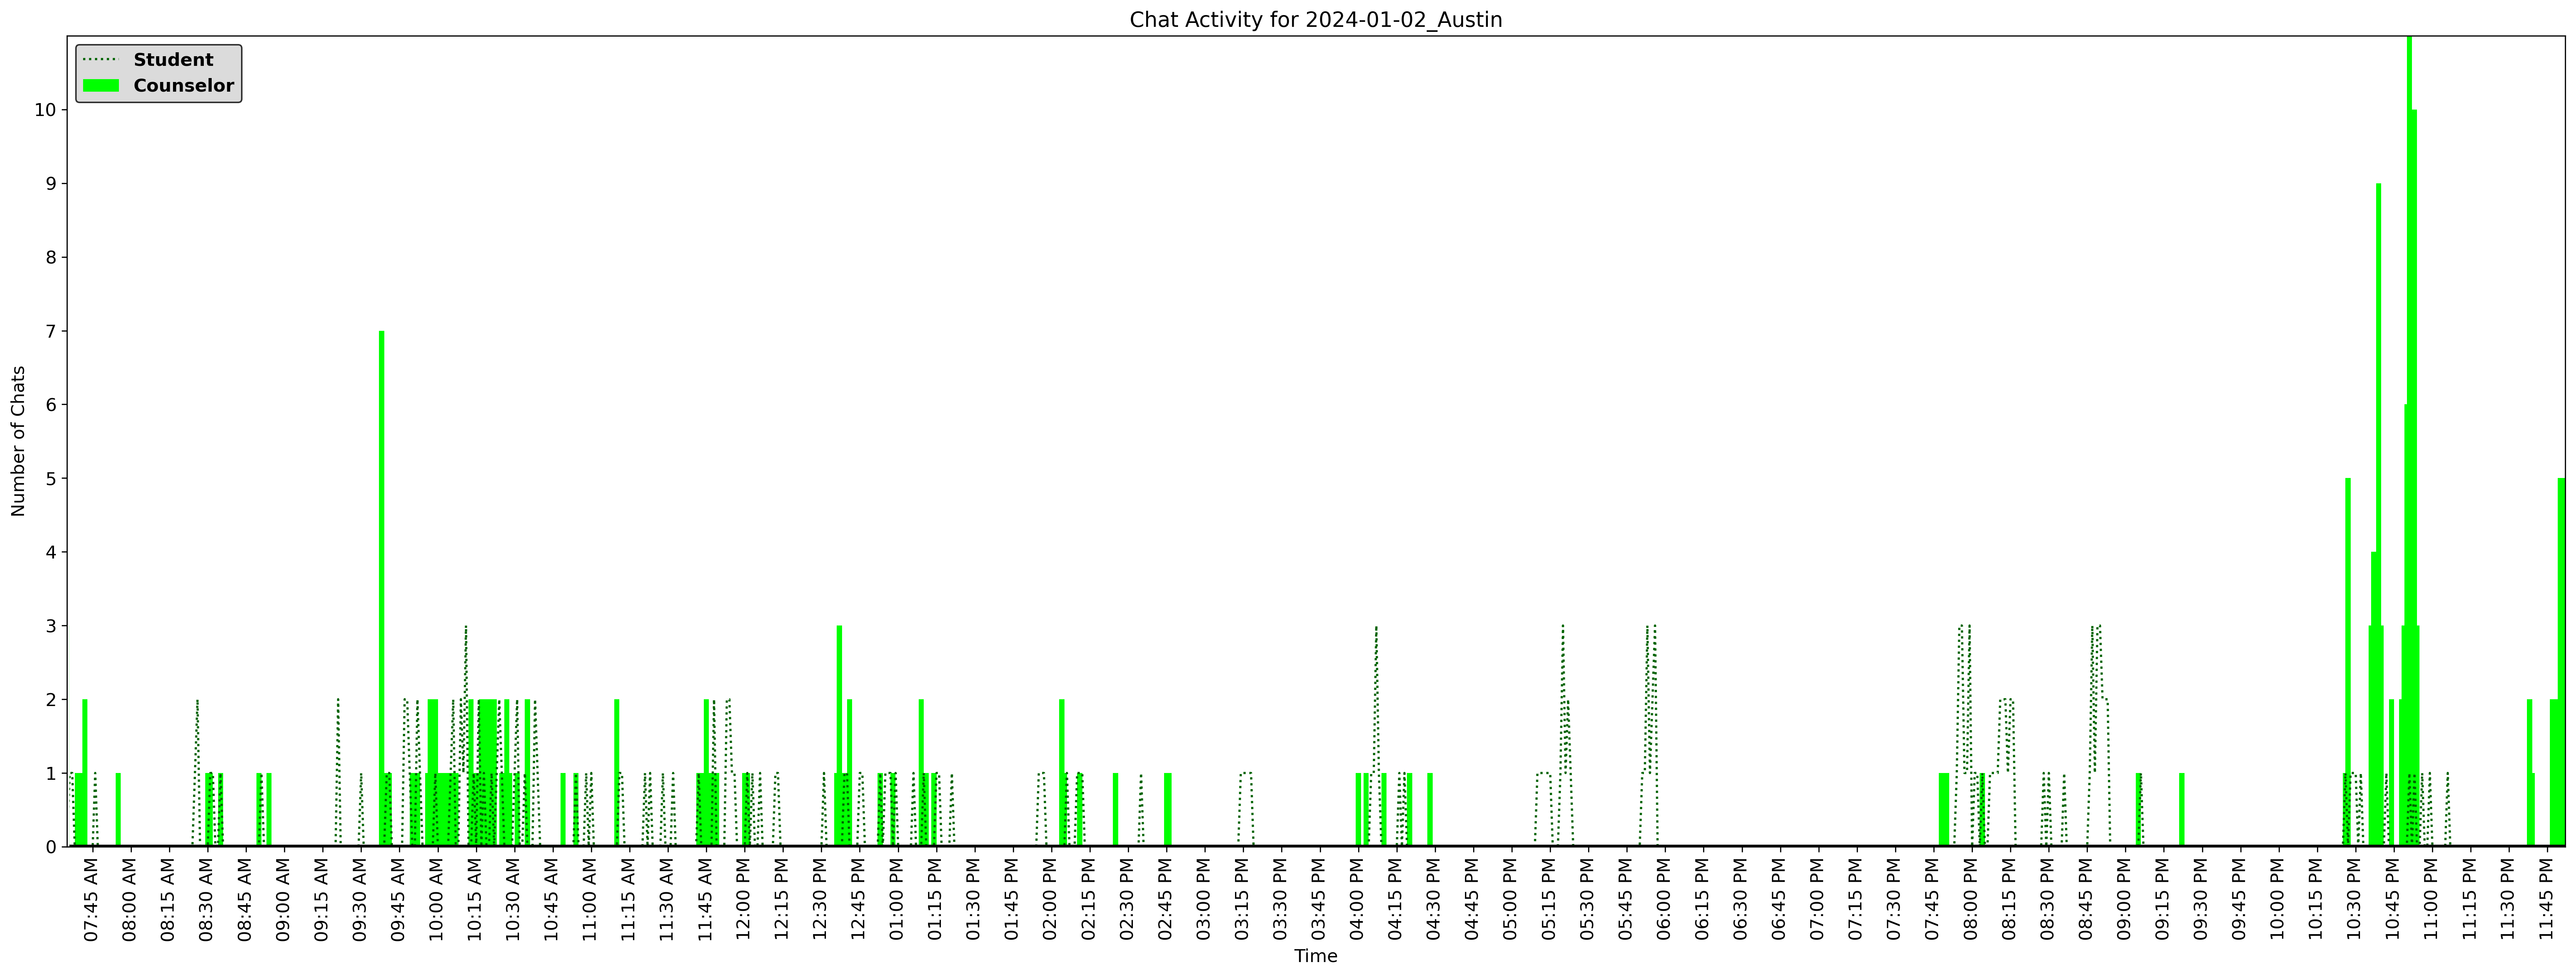 Chat Activity for 2024-01-02_Austin
Student
Counselor
Number of Chats
10
9
8
7
6
5
4
3
2
1
0
07:45 AM
08:00 AM
08:15 AM
08:30 AM
08:45 AM
09:00 AM
09:15 AM
09:30 AM
09:45 AM
10:00 AM
10:15 AM
10:30 AM
10:45 AM
11:00 AM
11:15 AM
11:30 AM
11:45 AM
12:00 PM
12:15 PM
12:30 PM
12:45 PM
01:00 PM
01:15 PM
01:30 PM
01:45 PM
02:00 PM
02:15 PM
02:30 PM
02:45 PM
03:00 PM
03:15 PM
03:30 PM
03:45 PM
04:00 PM
04:15 PM
04:30 PM
04:45 PM
05:00 PM
05:15 PM
05:30 PM
05:45 PM
06:00 PM
06:15 PM
06:30 PM
06:45 PM
07:00 PM
07:15 PM
07:30 PM
07:45 PM
08:00 PM
08:15 PM
08:30 PM
08:45 PM
09:00 PM
09:15 PM
09:30 PM
09:45 PM
10:00 PM
10:15 PM
10:30 PM
10:45 PM
11:00 PM
11:15 PM
11:30 PM
11:45 PM
Time